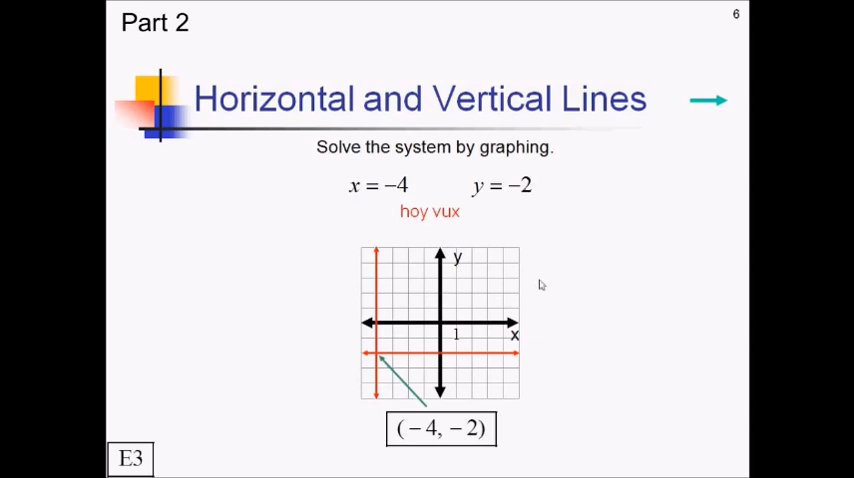 Part 2
6
Horizontal and Vertical Lines
Solve the system by graphing.
x = −4 y = −2
hoy vux
y
1
x
(− 4, − 2)
E3